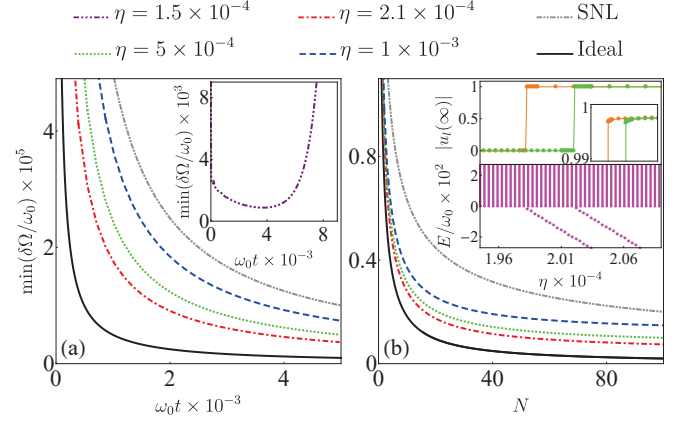 η = 1.5 × 10⁻⁴ η = 2.1 × 10⁻⁴ SNL
η = 5 × 10⁻⁴ η = 1 × 10⁻³ Ideal
min(δΩ/ω₀) × 10⁵
4
2
0
(a)
0 2 4
ω₀t × 10⁻³
min(δΩ/ω₀) × 10³
8
4
0
0 4 8
ω₀t × 10⁻³
0.8
0.4
0
(b)
0 40 80
N
|uₗ(∞)|
1
0
1
0.99
E/ω₀ × 10²
2
0
−2
1.96 2.01 2.06
η × 10⁻⁴